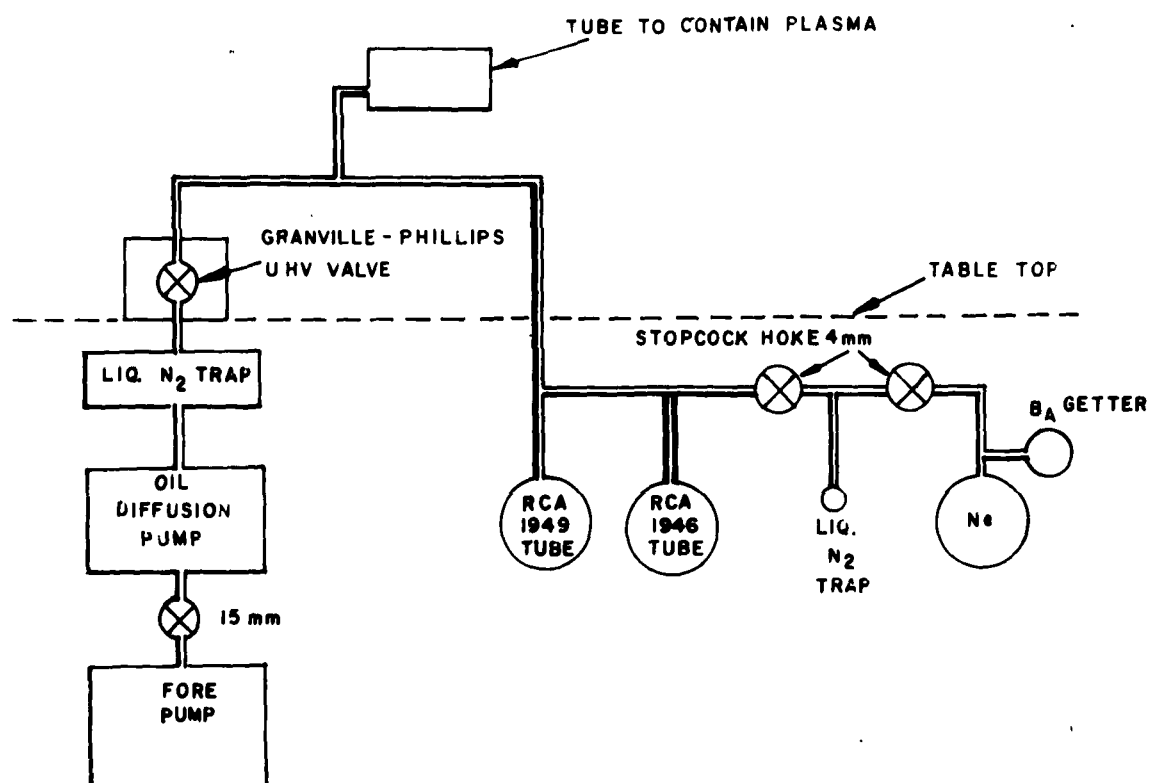 TUBE TO CONTAIN PLASMA
GRANVILLE-PHILLIPS
UHV VALVE
TABLE TOP
STOPCOCK HOKE 4mm
LIQ. N2 TRAP
BA GETTER
OIL
DIFFUSION
PUMP
RCA
1949
TUBE
RCA
1946
TUBE
LIQ.
N2
TRAP
Ne
15 mm
FORE
PUMP